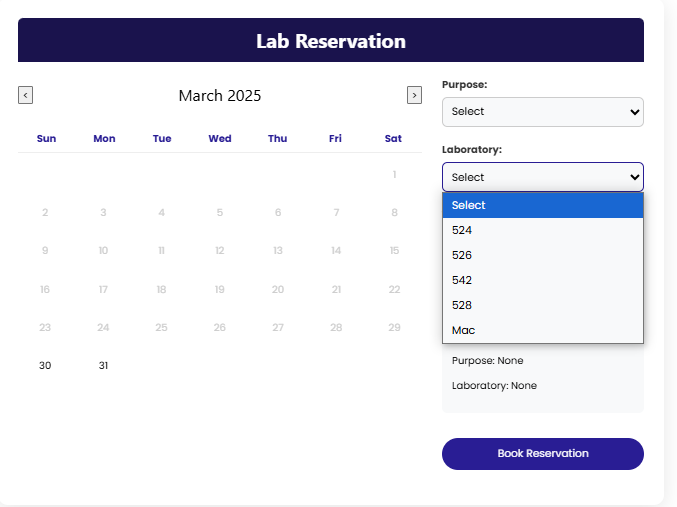 Lab Reservation
< March 2025 >
Sun Mon Tue Wed Thu Fri Sat
1
2 3 4 5 6 7 8
9 10 11 12 13 14 15
16 17 18 19 20 21 22
23 24 25 26 27 28 29
30 31
Purpose:
Select
Laboratory:
Select
Select
524
526
542
528
Mac
Purpose: None
Laboratory: None
Book Reservation